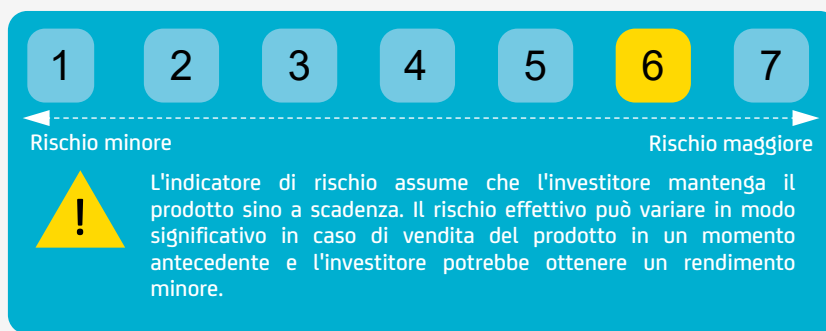 1 2 3 4 5 6 7
Rischio minore Rischio maggiore
! L'indicatore di rischio assume che l'investitore mantenga il
prodotto sino a scadenza. Il rischio effettivo può variare in modo
significativo in caso di vendita del prodotto in un momento
antecedente e l'investitore potrebbe ottenere un rendimento
minore.